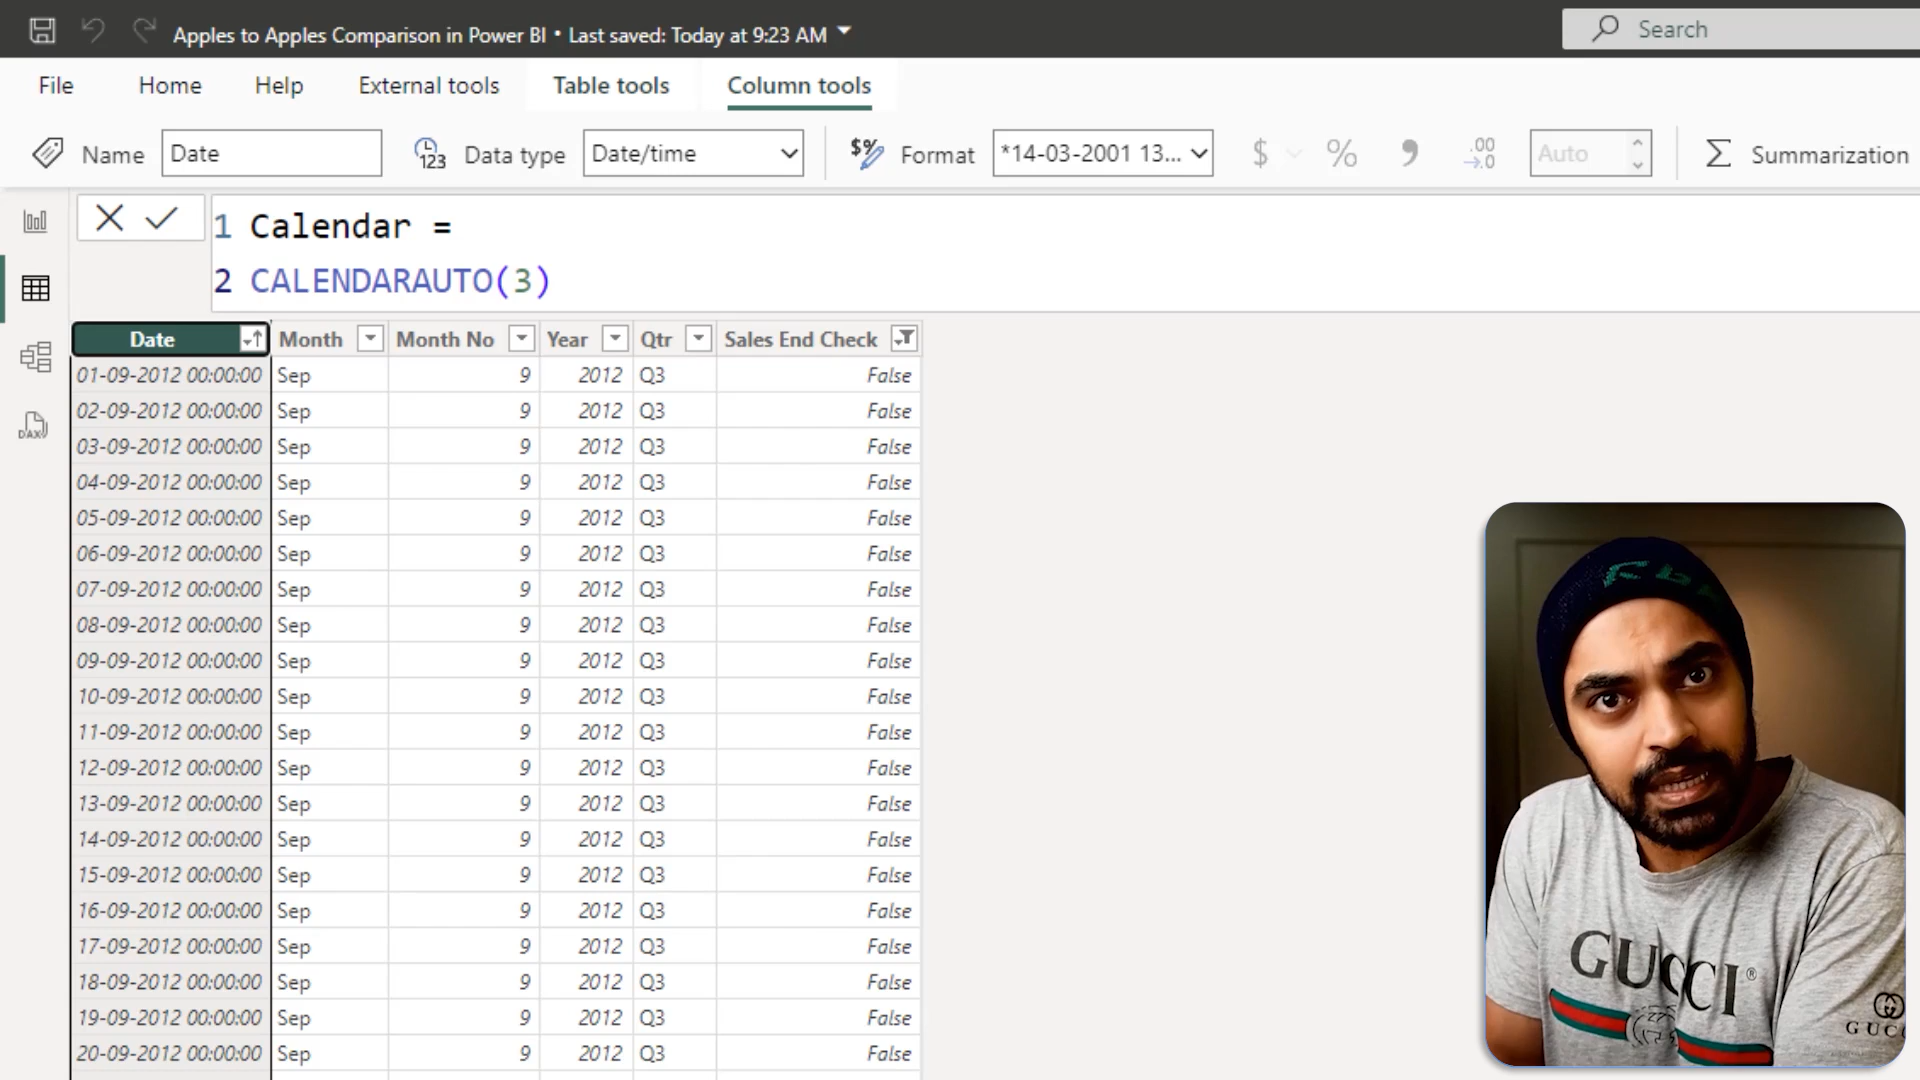 Apples to Apples Comparison in Power BI • Last saved: Today at 9:23 AM
Search
File Home Help External tools Table tools Column tools
Name Date Data type Date/time Format *14-03-2001 13... $ % Auto Summarization
1 Calendar =
2 CALENDARAUTO(3)
Date Month Month No Year Qtr Sales End Check
01-09-2012 00:00:00 Sep 9 2012 Q3 False
02-09-2012 00:00:00 Sep 9 2012 Q3 False
03-09-2012 00:00:00 Sep 9 2012 Q3 False
04-09-2012 00:00:00 Sep 9 2012 Q3 False
05-09-2012 00:00:00 Sep 9 2012 Q3 False
06-09-2012 00:00:00 Sep 9 2012 Q3 False
07-09-2012 00:00:00 Sep 9 2012 Q3 False
08-09-2012 00:00:00 Sep 9 2012 Q3 False
09-09-2012 00:00:00 Sep 9 2012 Q3 False
10-09-2012 00:00:00 Sep 9 2012 Q3 False
11-09-2012 00:00:00 Sep 9 2012 Q3 False
12-09-2012 00:00:00 Sep 9 2012 Q3 False
13-09-2012 00:00:00 Sep 9 2012 Q3 False
14-09-2012 00:00:00 Sep 9 2012 Q3 False
15-09-2012 00:00:00 Sep 9 2012 Q3 False
16-09-2012 00:00:00 Sep 9 2012 Q3 False
17-09-2012 00:00:00 Sep 9 2012 Q3 False
18-09-2012 00:00:00 Sep 9 2012 Q3 False
19-09-2012 00:00:00 Sep 9 2012 Q3 False
20-09-2012 00:00:00 Sep 9 2012 Q3 False
DAX
GUCCI®
GUCC